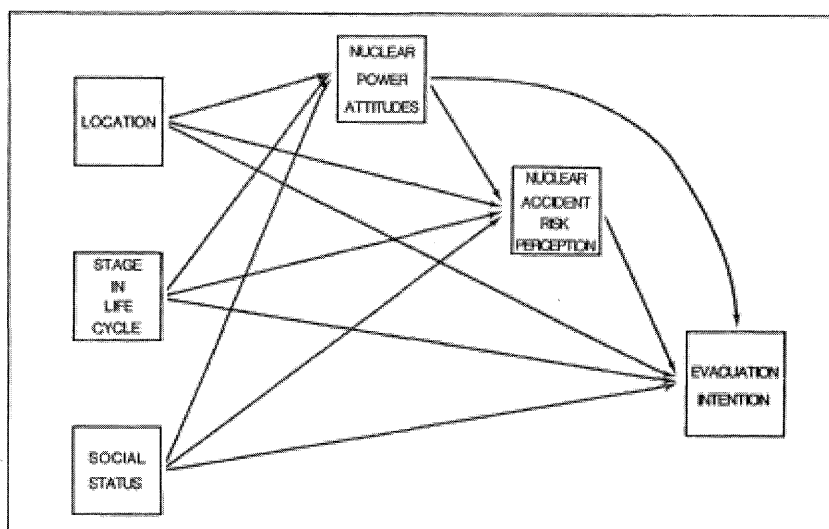 NUCLEAR
POWER
ATTITUDES
LOCATION
NUCLEAR
ACCIDENT
RISK
PERCEPTION
STAGE
IN
LIFE
CYCLE
EVACUATION
INTENTION
SOCIAL
STATUS